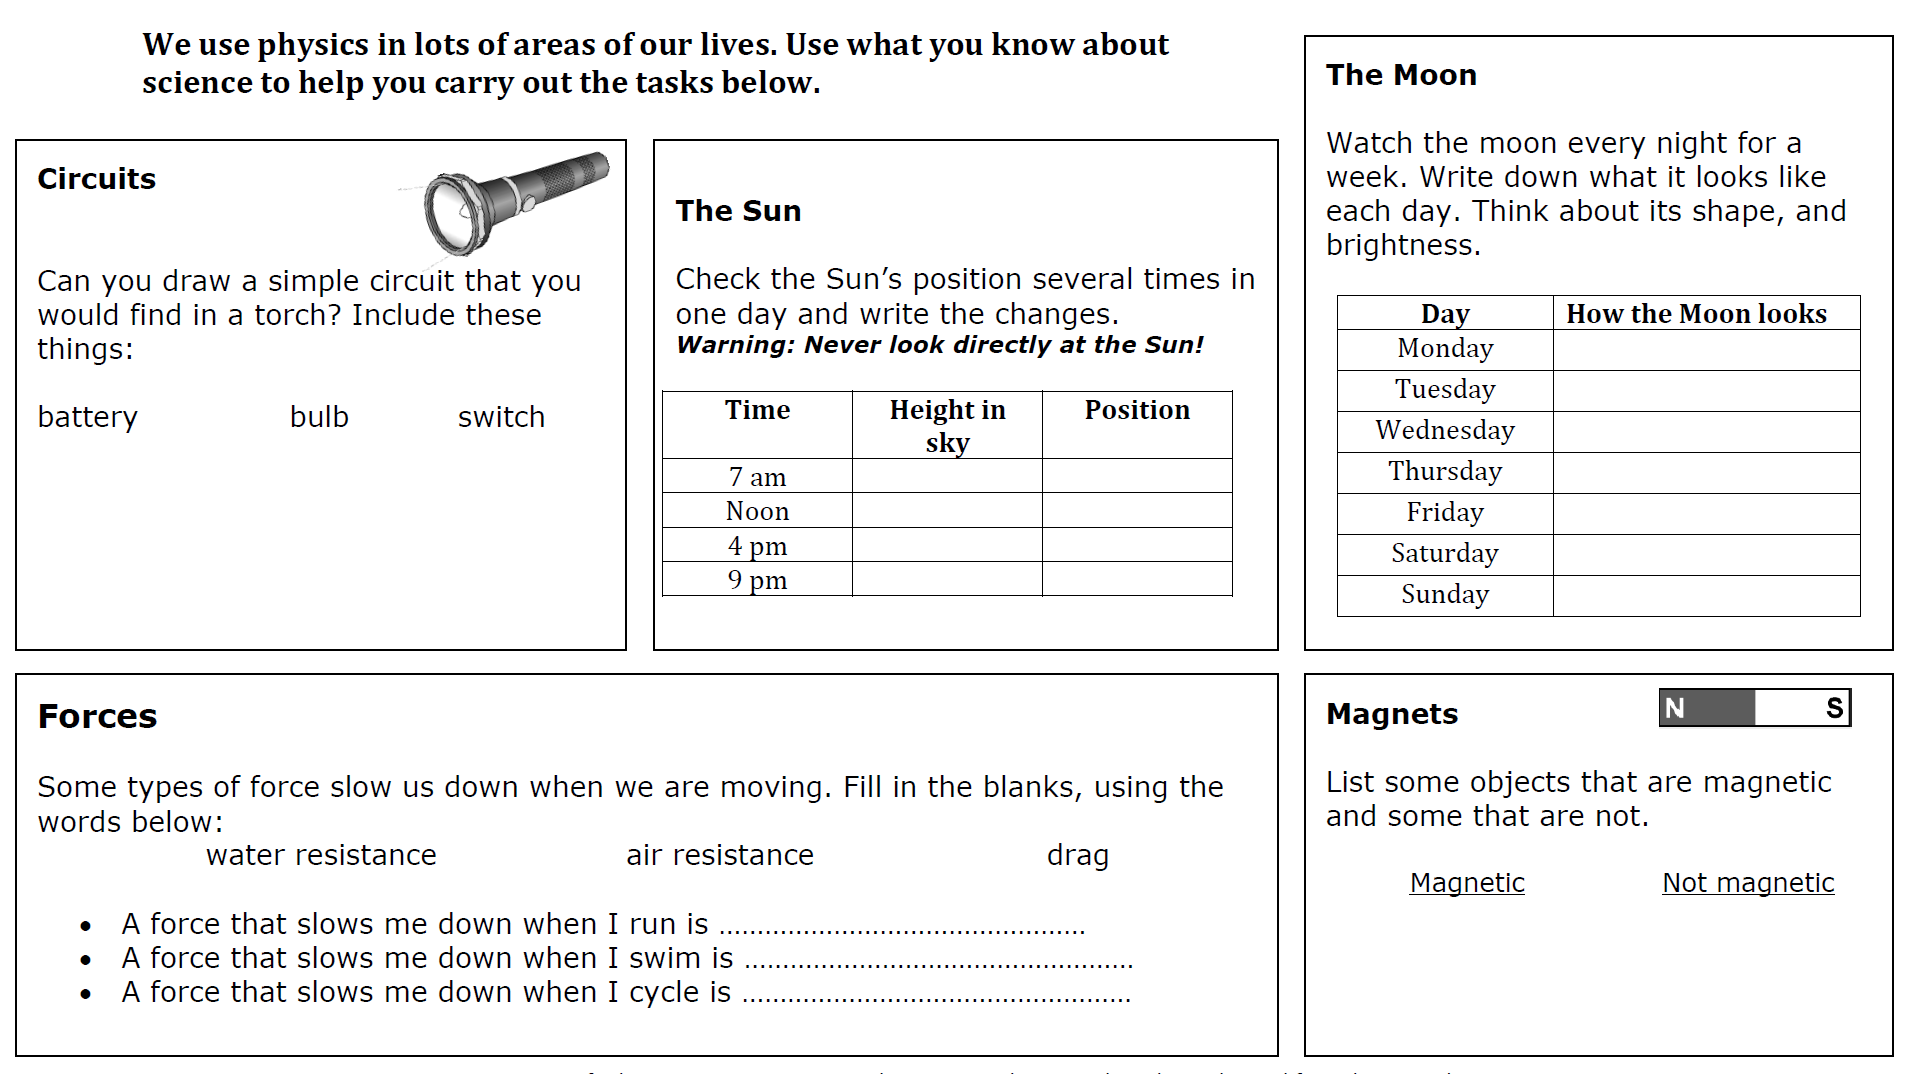 We use physics in lots of areas of our lives. Use what you know about
science to help you carry out the tasks below.
Circuits
Can you draw a simple circuit that you
would find in a torch? Include these
things:
battery bulb switch
The Sun
Check the Sun’s position several times in
one day and write the changes.
Warning: Never look directly at the Sun!
Time Height in sky Position
7 am
Noon
4 pm
9 pm
The Moon
Watch the moon every night for a
week. Write down what it looks like
each day. Think about its shape, and
brightness.
Day How the Moon looks
Monday
Tuesday
Wednesday
Thursday
Friday
Saturday
Sunday
Forces
Some types of force slow us down when we are moving. Fill in the blanks, using the
words below:
water resistance air resistance drag
• A force that slows me down when I run is ................................................
• A force that slows me down when I swim is ...................................................
• A force that slows me down when I cycle is ...................................................
Magnets
N S
List some objects that are magnetic
and some that are not.
Magnetic Not magnetic